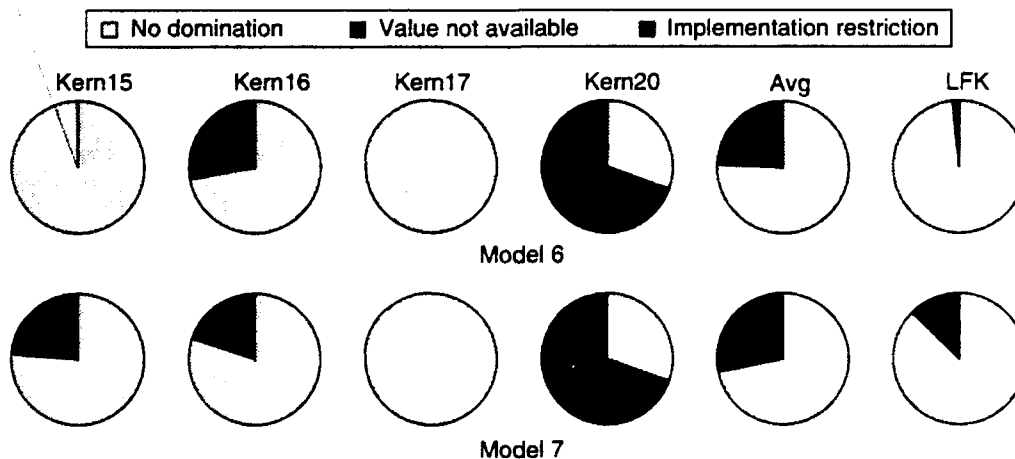 No domination Value not available Implementation restriction
Kern15 Kern16 Kern17 Kern20 Avg LFK
Model 6
Model 7